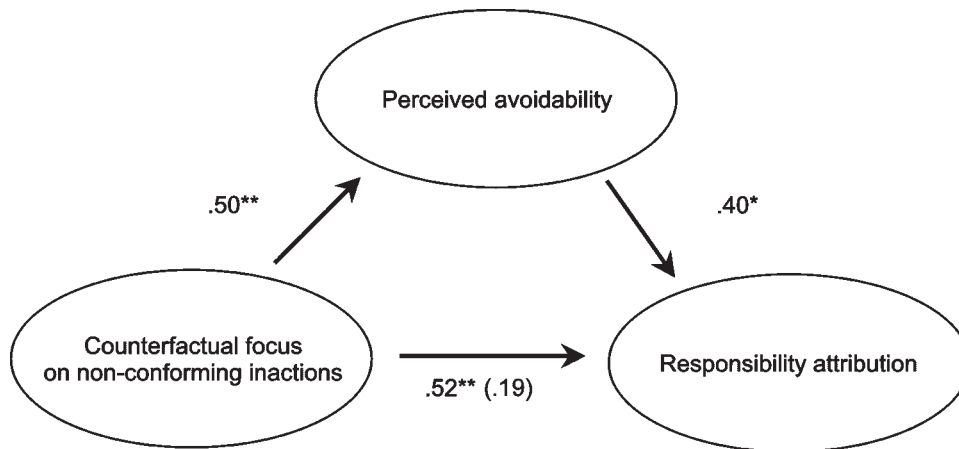 Perceived avoidability
.50**
.40*
Counterfactual focus
on non-conforming inactions
.52** (.19)
Responsibility attribution